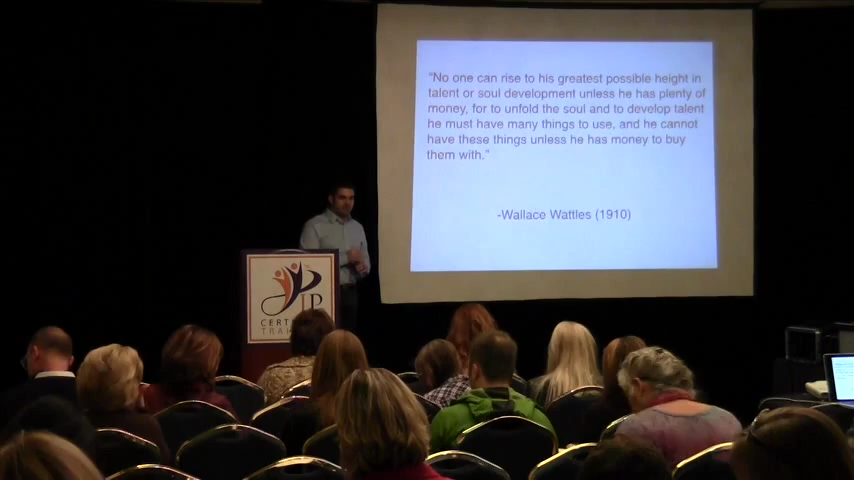 “No one can rise to his greatest possible height in
talent or soul development unless he has plenty of
money, for to unfold the soul and to develop talent
he must have many things to use, and he cannot
have these things unless he has money to buy
them with.”
-Wallace Wattles (1910)